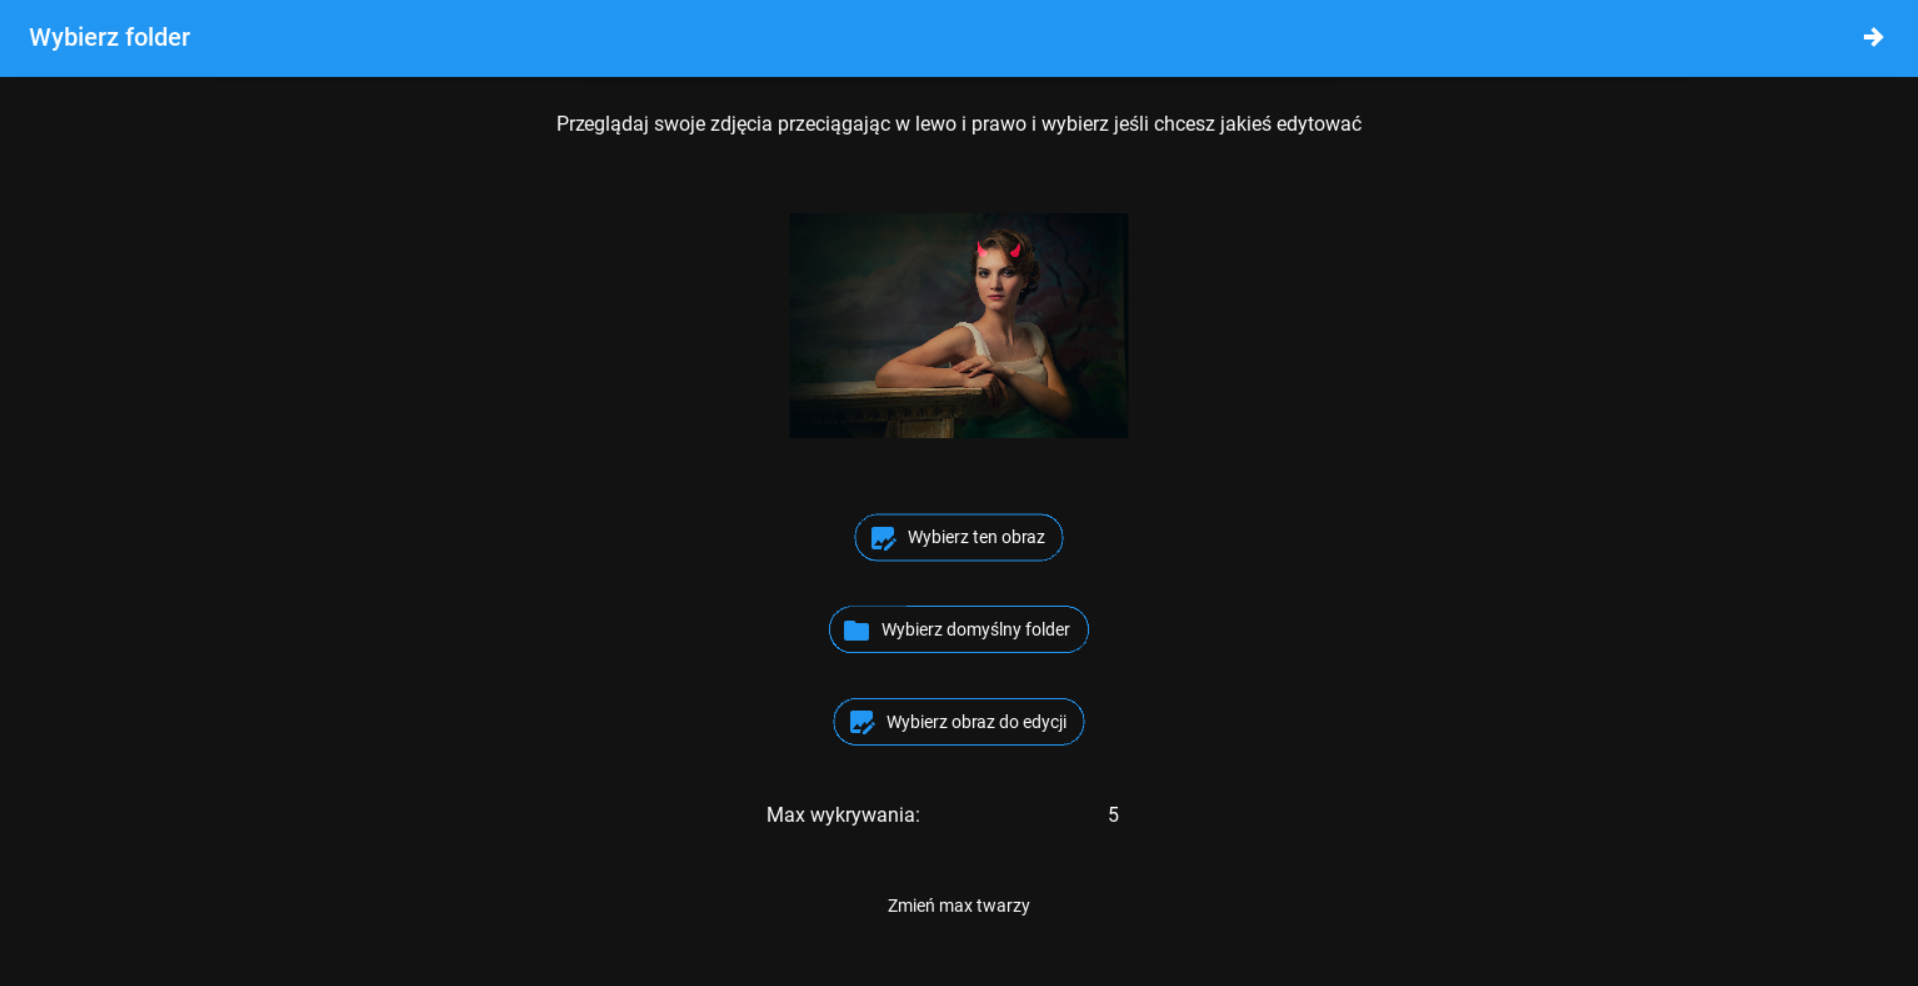 Wybierz folder
Przeglądaj swoje zdjęcia przeciągając w lewo i prawo i wybierz jeśli chcesz jakieś edytować
Wybierz ten obraz
Wybierz domyślny folder
Wybierz obraz do edycji
Max wykrywania: 5
Zmień max twarzy